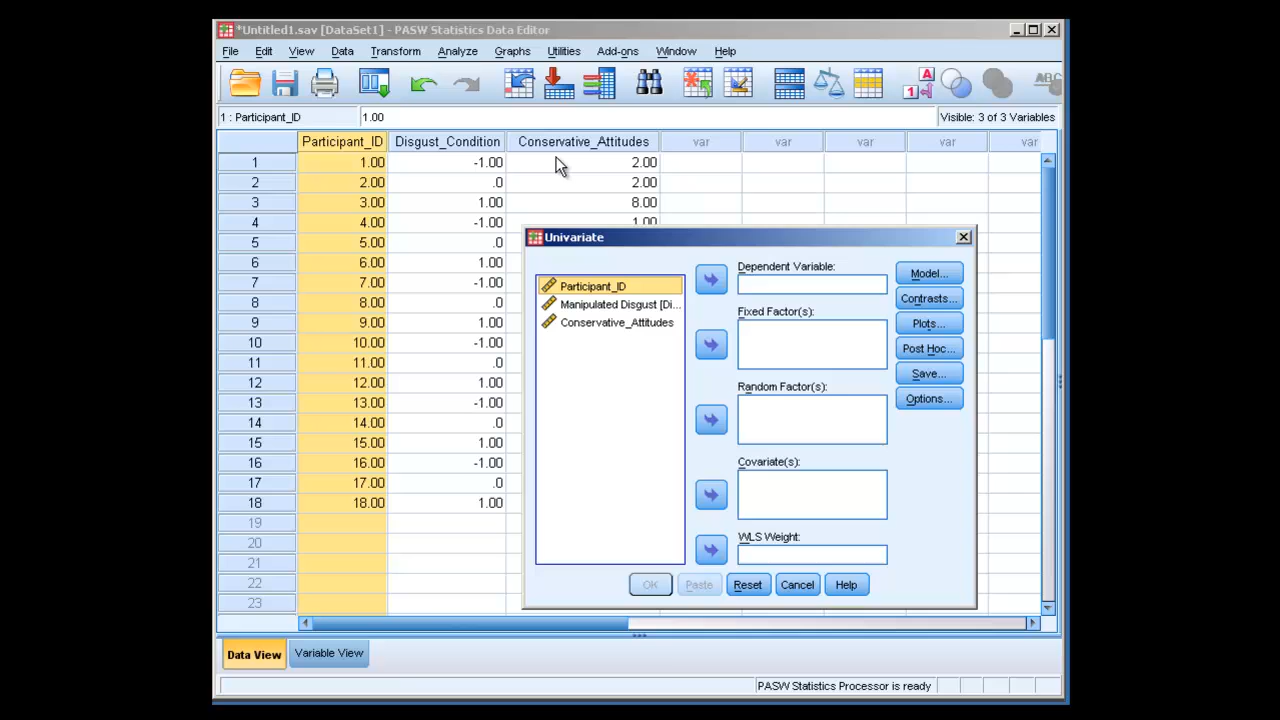 *Untitled1.sav [DataSet1] - PASW Statistics Data Editor
File Edit View Data Transform Analyze Graphs Utilities Add-ons Window Help
A
1
ABC
1 : Participant_ID 1.00 Visible: 3 of 3 Variables
Participant_ID Disgust_Condition Conservative_Attitudes var var var var var
1 1.00 -1.00 2.00
2 2.00 .0 2.00
3 3.00 1.00 8.00
4 4.00 -1.00 1.00
5 5.00 .0
6 6.00 1.00
7 7.00 -1.00
8 8.00 .0
9 9.00 1.00
10 10.00 -1.00
11 11.00 .0
12 12.00 1.00
13 13.00 -1.00
14 14.00 .0
15 15.00 1.00
16 16.00 -1.00
17 17.00 .0
18 18.00 1.00
19
20
21
22
23
Univariate
Participant_ID
Manipulated Disgust [Di...
Conservative_Attitudes
Dependent Variable:
Fixed Factor(s):
Random Factor(s):
Covariate(s):
WLS Weight:
Model...
Contrasts...
Plots...
Post Hoc...
Save...
Options...
OK Paste Reset Cancel Help
Data View Variable View
PASW Statistics Processor is ready